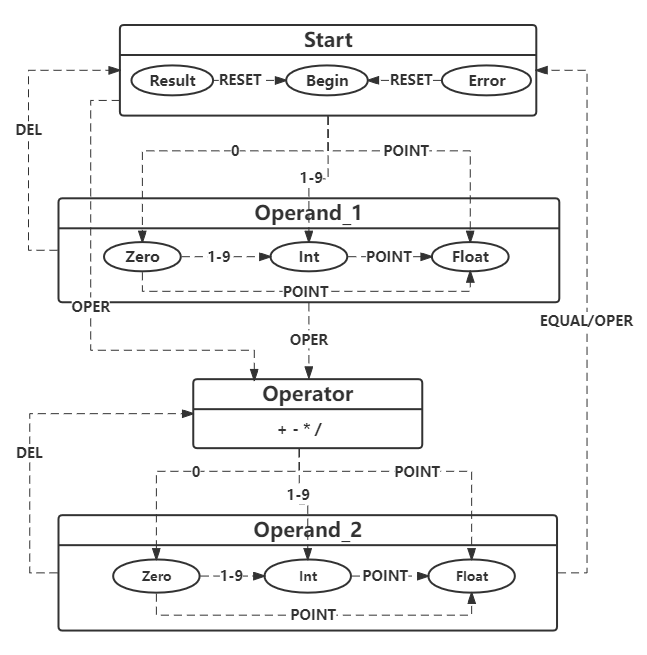 Start
Result RESET Begin RESET Error
DEL
0 POINT
1-9
Operand_1
Zero 1-9 Int POINT Float
POINT
OPER
EQUAL/OPER
OPER
Operator
+ - * /
DEL
0 POINT
1-9
Operand_2
Zero 1-9 Int POINT Float
POINT